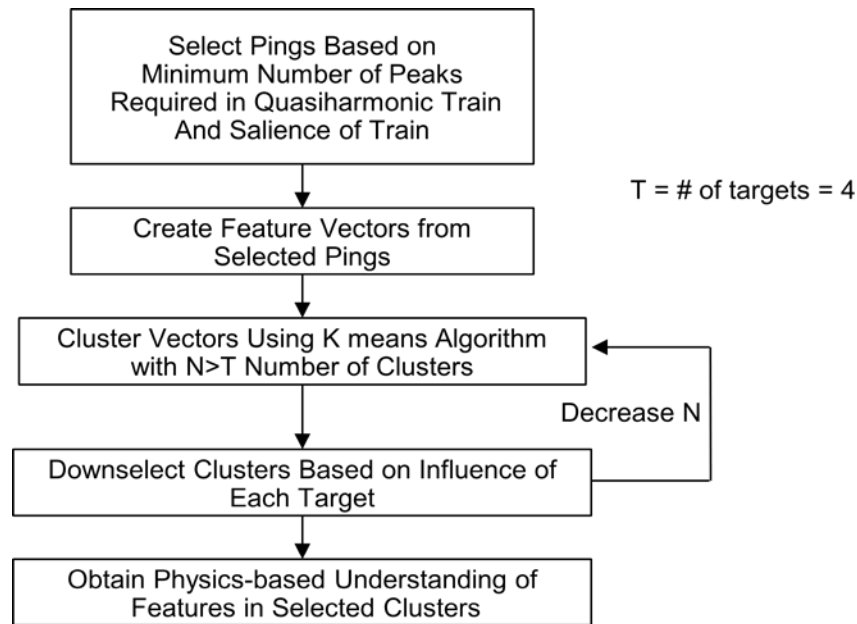 Select Pings Based on
Minimum Number of Peaks
Required in Quasiharmonic Train
And Salience of Train
T = # of targets = 4
Create Feature Vectors from
Selected Pings
Cluster Vectors Using K means Algorithm
with N>T Number of Clusters
Decrease N
Downselect Clusters Based on Influence of
Each Target
Obtain Physics-based Understanding of
Features in Selected Clusters